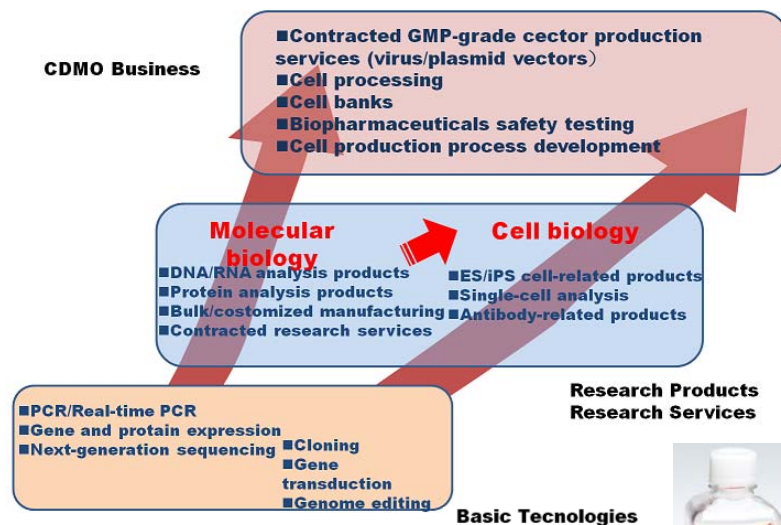 CDMO Business
■Contracted GMP-grade cector production
services (virus/plasmid vectors）
■Cell processing
■Cell banks
■Biopharmaceuticals safety testing
■Cell production process development
Molecular
biology
■DNA/RNA analysis products
■Protein analysis products
■Bulk/costomized manufacturing
■Contracted research services
Cell biology
■ES/iPS cell-related products
■Single-cell analysis
■Antibody-related products
Research Products
Research Services
■PCR/Real-time PCR
■Gene and protein expression
■Next-generation sequencing
■Cloning
■Gene
transduction
■Genome editing
Basic Tecnologies